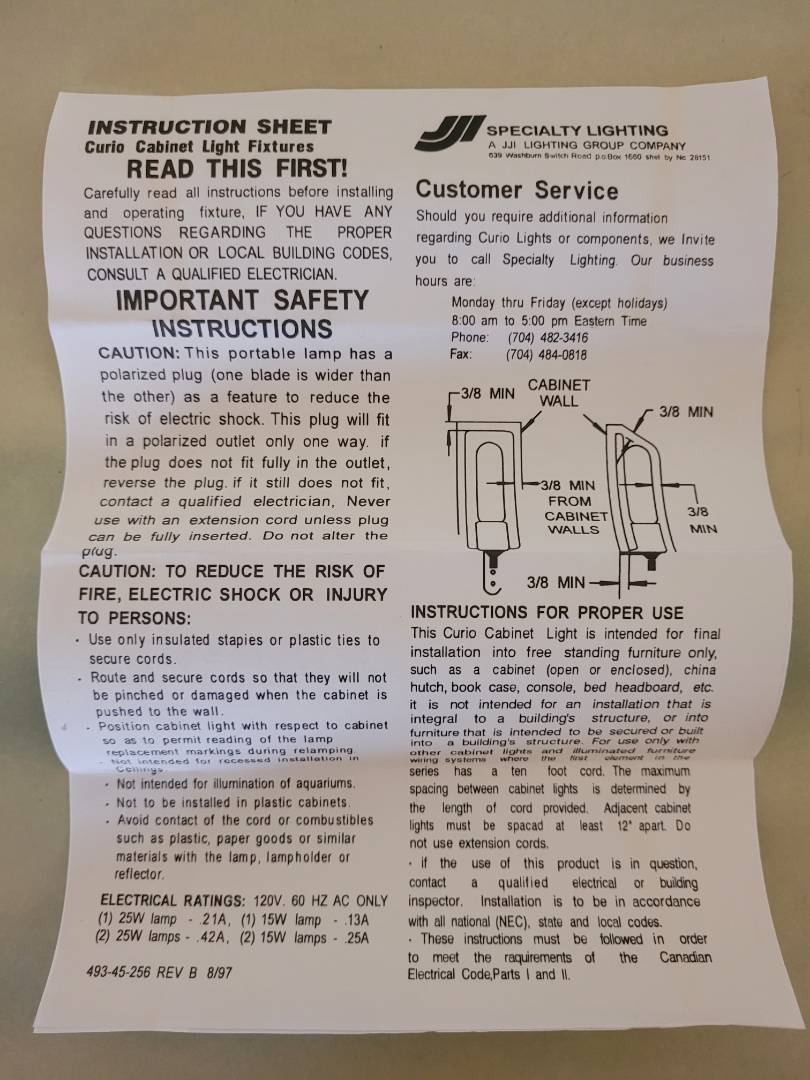 INSTRUCTION SHEET
Curio Cabinet Light Fixtures
READ THIS FIRST!
Carefully read all instructions before installing
and operating fixture, IF YOU HAVE ANY
QUESTIONS REGARDING THE PROPER
INSTALLATION OR LOCAL BUILDING CODES,
CONSULT A QUALIFIED ELECTRICIAN.
IMPORTANT SAFETY
INSTRUCTIONS
CAUTION: This portable lamp has a
polarized plug (one blade is wider than
the other) as a feature to reduce the
risk of electric shock. This plug will fit
in a polarized outlet only one way. if
the plug does not fit fully in the outlet,
reverse the plug. if it still does not fit,
contact a qualified electrician, Never
use with an extension cord unless plug
can be fully inserted. Do not alter the
plug.
CAUTION: TO REDUCE THE RISK OF
FIRE, ELECTRIC SHOCK OR INJURY
TO PERSONS:
· Use only insulated stapies or plastic ties to
secure cords.
· Route and secure cords so that they will not
be pinched or damaged when the cabinet is
pushed to the wall.
· Position cabinet light with respect to cabinet
so as to permit reading of the lamp
replacement markings during relamping.
· Not intended for recessed installation in
Ceilings
· Not intended for illumination of aquariums.
· Not to be installed in plastic cabinets.
· Avoid contact of the cord or combustibles
such as plastic, paper goods or similar
materials with the lamp, lampholder or
reflector.
ELECTRICAL RATINGS: 120V. 60 HZ AC ONLY
(1) 25W lamp - .21A, (1) 15W lamp - .13A
(2) 25W lamps - .42A, (2) 15W lamps - .25A
493-45-256 REV B 8/97
JJI SPECIALTY LIGHTING
A JJI LIGHTING GROUP COMPANY
639 Washburn Switch Road p.o.Box 1660 shel by Nc 28151
Customer Service
Should you require additional information
regarding Curio Lights or components, we Invite
you to call Specialty Lighting. Our business
hours are:
Monday thru Friday (except holidays)
8:00 am to 5:00 pm Eastern Time
Phone: (704) 482-3416
Fax: (704) 484-0818
3/8 MIN
CABINET
WALL
3/8 MIN
3/8 MIN
FROM
CABINET
WALLS
3/8
MIN
3/8 MIN
INSTRUCTIONS FOR PROPER USE
This Curio Cabinet Light is intended for final
installation into free standing furniture only,
such as a cabinet (open or enclosed), china
hutch, book case, console, bed headboard, etc.
it is not intended for an installation that is
integral to a building's structure, or into
furniture that is intended to be secured or built
into a building's structure. For use only with
other cabinet lights and illuminated furniture
wiring systems where the first element in the
series has a ten foot cord. The maximum
spacing between cabinet lights is determined by
the length of cord provided. Adjacent cabinet
lights must be spacad at least 12" apart. Do
not use extension cords.
· if the use of this product is in question,
contact a qualified electrical or building
inspector. Installation is to be in accordance
with all national (NEC), state and local codes.
· These instructions must be followed in order
to meet the raquirements of the Canadian
Electrical Code,Parts I and II.